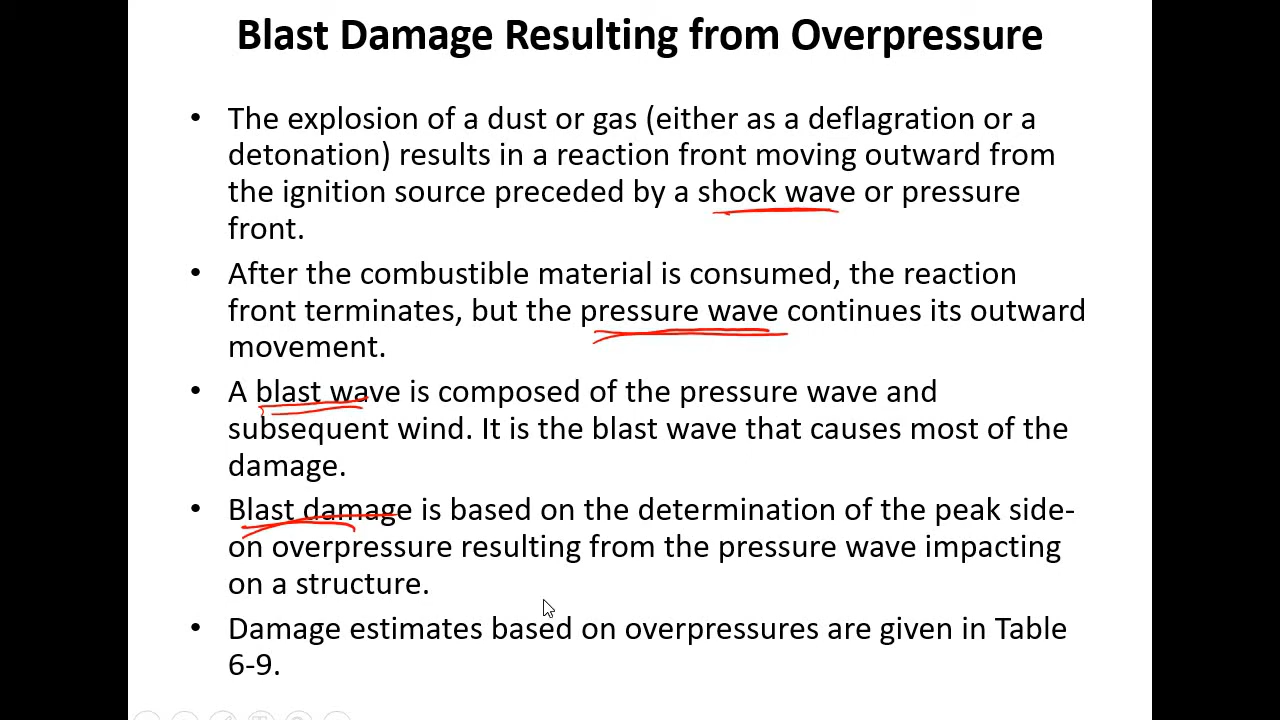 Blast Damage Resulting from Overpressure
• The explosion of a dust or gas (either as a deflagration or a
detonation) results in a reaction front moving outward from
the ignition source preceded by a shock wave or pressure
front.
• After the combustible material is consumed, the reaction
front terminates, but the pressure wave continues its outward
movement.
• A blast wave is composed of the pressure wave and
subsequent wind. It is the blast wave that causes most of the
damage.
• Blast damage is based on the determination of the peak side-
on overpressure resulting from the pressure wave impacting
on a structure.
• Damage estimates based on overpressures are given in Table
6-9.